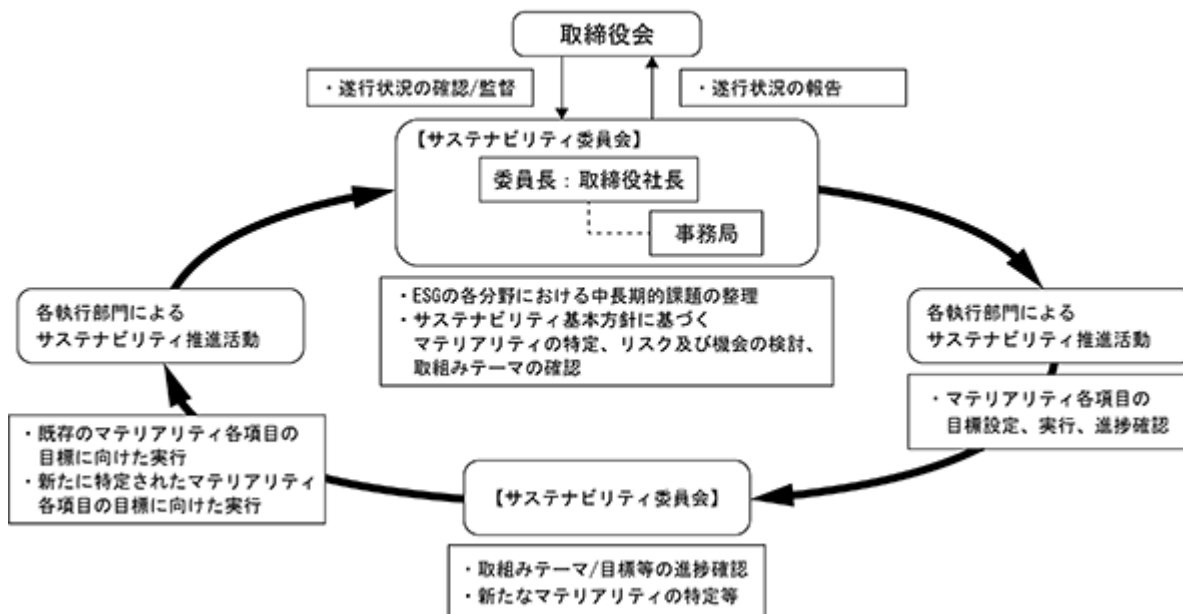 取締役会
・遂行状況の確認/監督
・遂行状況の報告
【サステナビリティ委員会】
委員長：取締役社長
事務局
・ESGの各分野における中長期的課題の整理
・サステナビリティ基本方針に基づく
マテリアリティの特定、リスク及び機会の検討、
取組みテーマの確認
各執行部門による
サステナビリティ推進活動
・マテリアリティ各項目の
目標設定、実行、進捗確認
【サステナビリティ委員会】
・取組みテーマ/目標等の進捗確認
・新たなマテリアリティの特定等
各執行部門による
サステナビリティ推進活動
・既存のマテリアリティ各項目の
目標に向けた実行
・新たに特定されたマテリアリティ
各項目の目標に向けた実行